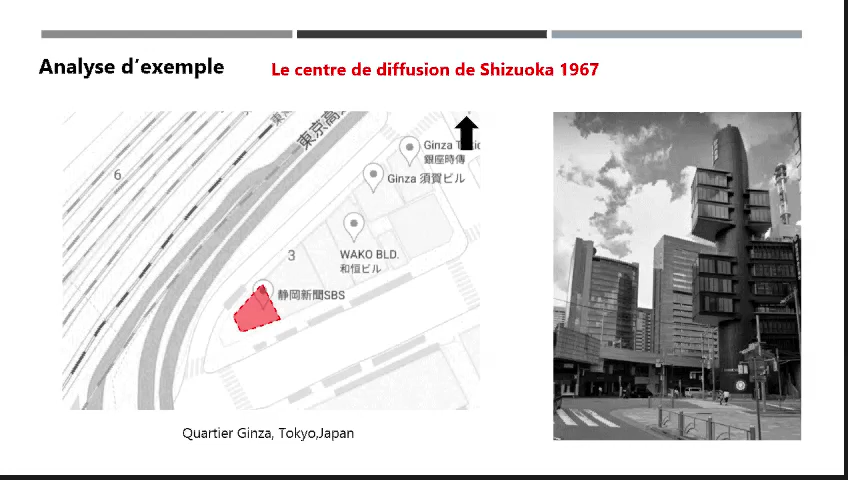 Analyse d'exemple
Le centre de diffusion de Shizuoka 1967
東京高
Ginza
銀座時傳
6
Ginza 須賀ビル
WAKO BLD.
和恒ビル
3
静岡新聞SBS
Quartier Ginza, Tokyo,Japan